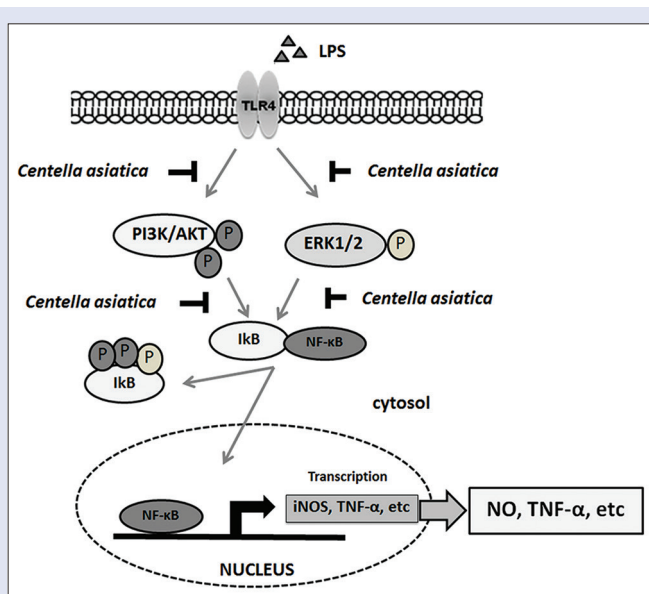 LPS
TLR4
Centella asiatica
Centella asiatica
PI3K/AKT
P
P
ERK1/2
P
Centella asiatica
Centella asiatica
IkB
NF-κB
P
P
P
IkB
cytosol
Transcription
iNOS, TNF-α, etc
NO, TNF-α, etc
NF-κB
NUCLEUS